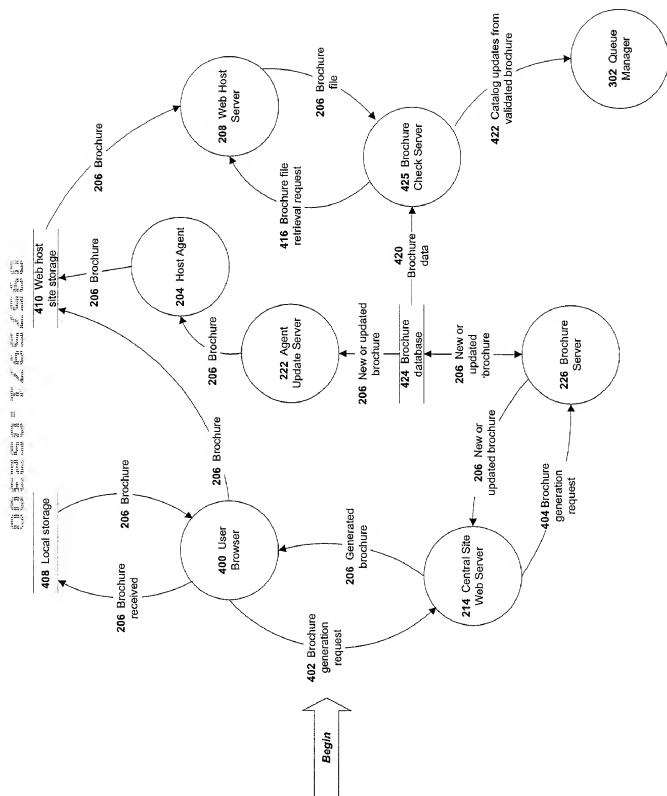 408 Local storage
410 Web host
site storage
206 Brochure
received
206 Brochure
206 Brochure
206 Brochure
206 Brochure
400 User
Browser
204 Host Agent
208 Web Host
Server
206 Brochure
222 Agent
Update Server
416 Brochure file
retrieval request
206 Brochure
file
Begin
402 Brochure
generation
request
206 Generated
brochure
206 New or updated
brochure
424 Brochure
database
420
Brochure
data
425 Brochure
Check Server
206 New or
updated brochure
206 New or
updated
brochure
214 Central Site
Web Server
404 Brochure
generation
request
226 Brochure
Server
422 Catalog updates from
validated brochure
302 Queue
Manager